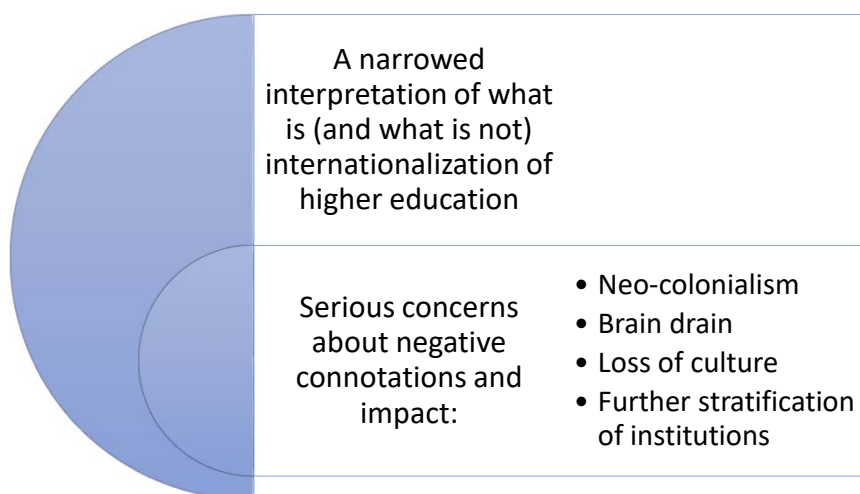 A narrowed
interpretation of what
is (and what is not)
internationalization of
higher education
Serious concerns
about negative
connotations and
impact:
• Neo-colonialism
• Brain drain
• Loss of culture
• Further stratification
of institutions